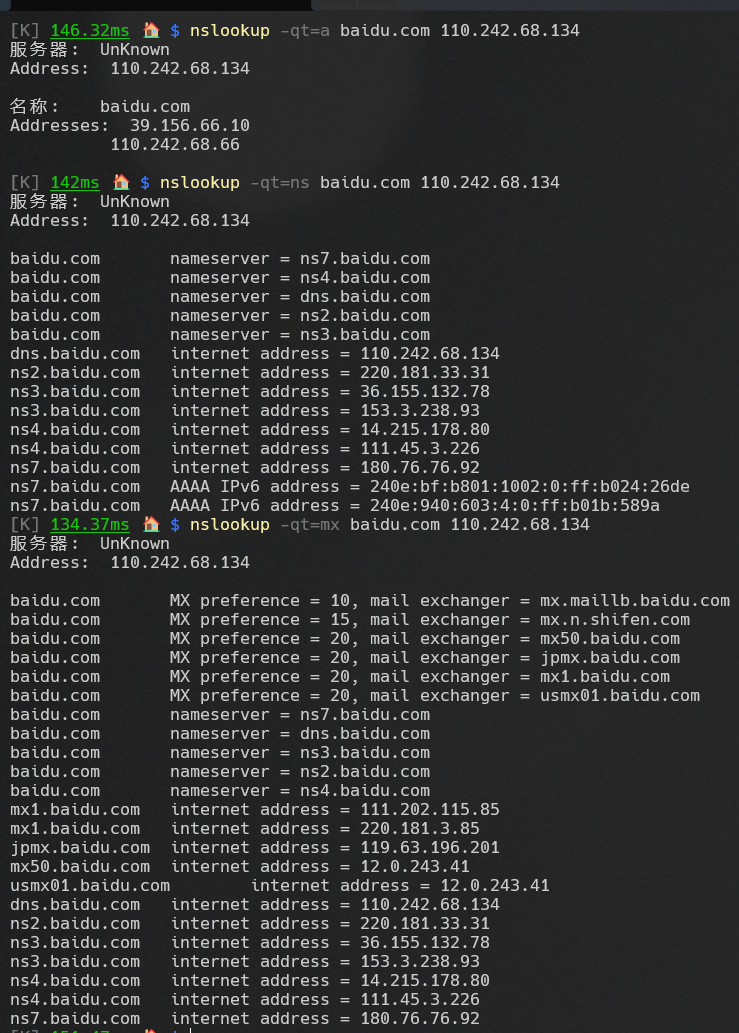 [K] 146.32ms 🏠 $ nslookup -qt=a baidu.com 110.242.68.134
服务器:  UnKnown
Address:  110.242.68.134
名称:    baidu.com
Addresses:  39.156.66.10
          110.242.68.66
[K] 142ms 🏠 $ nslookup -qt=ns baidu.com 110.242.68.134
服务器:  UnKnown
Address:  110.242.68.134
baidu.com       nameserver = ns7.baidu.com
baidu.com       nameserver = ns4.baidu.com
baidu.com       nameserver = dns.baidu.com
baidu.com       nameserver = ns2.baidu.com
baidu.com       nameserver = ns3.baidu.com
dns.baidu.com   internet address = 110.242.68.134
ns2.baidu.com   internet address = 220.181.33.31
ns3.baidu.com   internet address = 36.155.132.78
ns3.baidu.com   internet address = 153.3.238.93
ns4.baidu.com   internet address = 14.215.178.80
ns4.baidu.com   internet address = 111.45.3.226
ns7.baidu.com   internet address = 180.76.76.92
ns7.baidu.com   AAAA IPv6 address = 240e:bf:b801:1002:0:ff:b024:26de
ns7.baidu.com   AAAA IPv6 address = 240e:940:603:4:0:ff:b01b:589a
[K] 134.37ms 🏠 $ nslookup -qt=mx baidu.com 110.242.68.134
服务器:  UnKnown
Address:  110.242.68.134
baidu.com       MX preference = 10, mail exchanger = mx.maillb.baidu.com
baidu.com       MX preference = 15, mail exchanger = mx.n.shifen.com
baidu.com       MX preference = 20, mail exchanger = mx50.baidu.com
baidu.com       MX preference = 20, mail exchanger = jpmx.baidu.com
baidu.com       MX preference = 20, mail exchanger = mx1.baidu.com
baidu.com       MX preference = 20, mail exchanger = usmx01.baidu.com
baidu.com       nameserver = ns7.baidu.com
baidu.com       nameserver = dns.baidu.com
baidu.com       nameserver = ns3.baidu.com
baidu.com       nameserver = ns2.baidu.com
baidu.com       nameserver = ns4.baidu.com
mx1.baidu.com   internet address = 111.202.115.85
mx1.baidu.com   internet address = 220.181.3.85
jpmx.baidu.com  internet address = 119.63.196.201
mx50.baidu.com  internet address = 12.0.243.41
usmx01.baidu.com        internet address = 12.0.243.41
dns.baidu.com   internet address = 110.242.68.134
ns2.baidu.com   internet address = 220.181.33.31
ns3.baidu.com   internet address = 36.155.132.78
ns3.baidu.com   internet address = 153.3.238.93
ns4.baidu.com   internet address = 14.215.178.80
ns4.baidu.com   internet address = 111.45.3.226
ns7.baidu.com   internet address = 180.76.76.92